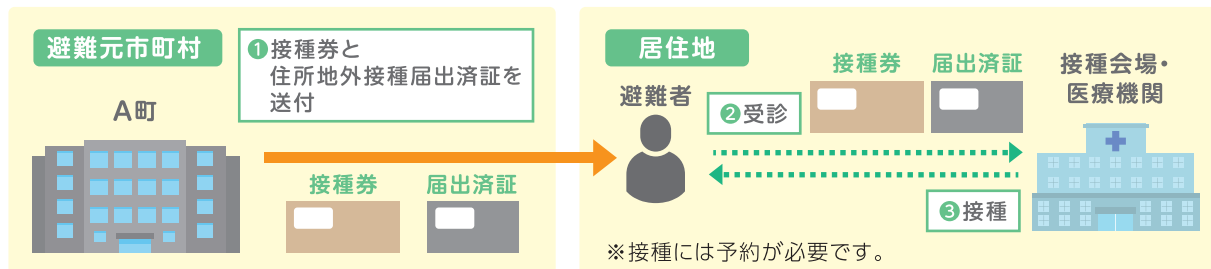 避難元市町村
❶接種券と
住所地外接種届出済証を
送付
A町
接種券
届出済証
居住地
避難者
❷受診
接種券
届出済証
接種会場・
医療機関
❸接種
※接種には予約が必要です。